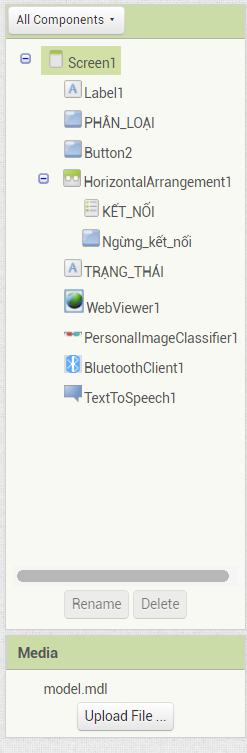 All Components
Screen1
Label1
PHÂN_LOẠI
Button2
HorizontalArrangement1
KẾT_NỐI
Ngừng_kết_nối
TRẠNG_THÁI
WebViewer1
PersonalImageClassifier1
BluetoothClient1
TextToSpeech1
Rename Delete
Media
model.mdl
Upload File ...